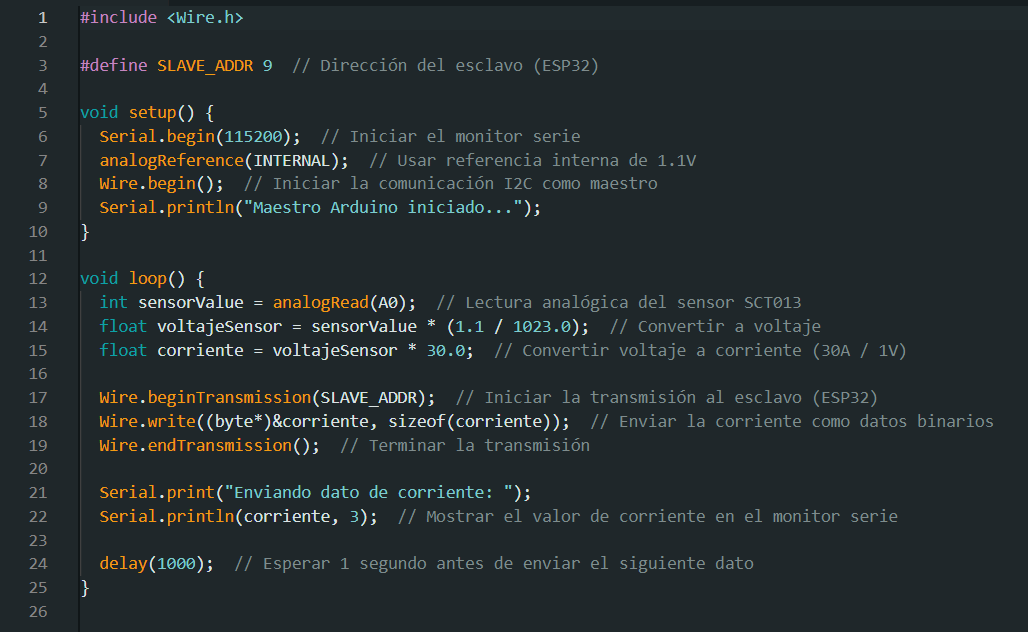 1 #include <Wire.h>
2
3 #define SLAVE_ADDR 9  // Dirección del esclavo (ESP32)
4
5 void setup() {
6   Serial.begin(115200);  // Iniciar el monitor serie
7   analogReference(INTERNAL);  // Usar referencia interna de 1.1V
8   Wire.begin();  // Iniciar la comunicación I2C como maestro
9   Serial.println("Maestro Arduino iniciado...");
10 }
11
12 void loop() {
13   int sensorValue = analogRead(A0);  // Lectura analógica del sensor SCT013
14   float voltajeSensor = sensorValue * (1.1 / 1023.0);  // Convertir a voltaje
15   float corriente = voltajeSensor * 30.0;  // Convertir voltaje a corriente (30A / 1V)
16
17   Wire.beginTransmission(SLAVE_ADDR);  // Iniciar la transmisión al esclavo (ESP32)
18   Wire.write((byte*)&corriente, sizeof(corriente));  // Enviar la corriente como datos binarios
19   Wire.endTransmission();  // Terminar la transmisión
20
21   Serial.print("Enviando dato de corriente: ");
22   Serial.println(corriente, 3);  // Mostrar el valor de corriente en el monitor serie
23
24   delay(1000);  // Esperar 1 segundo antes de enviar el siguiente dato
25 }
26